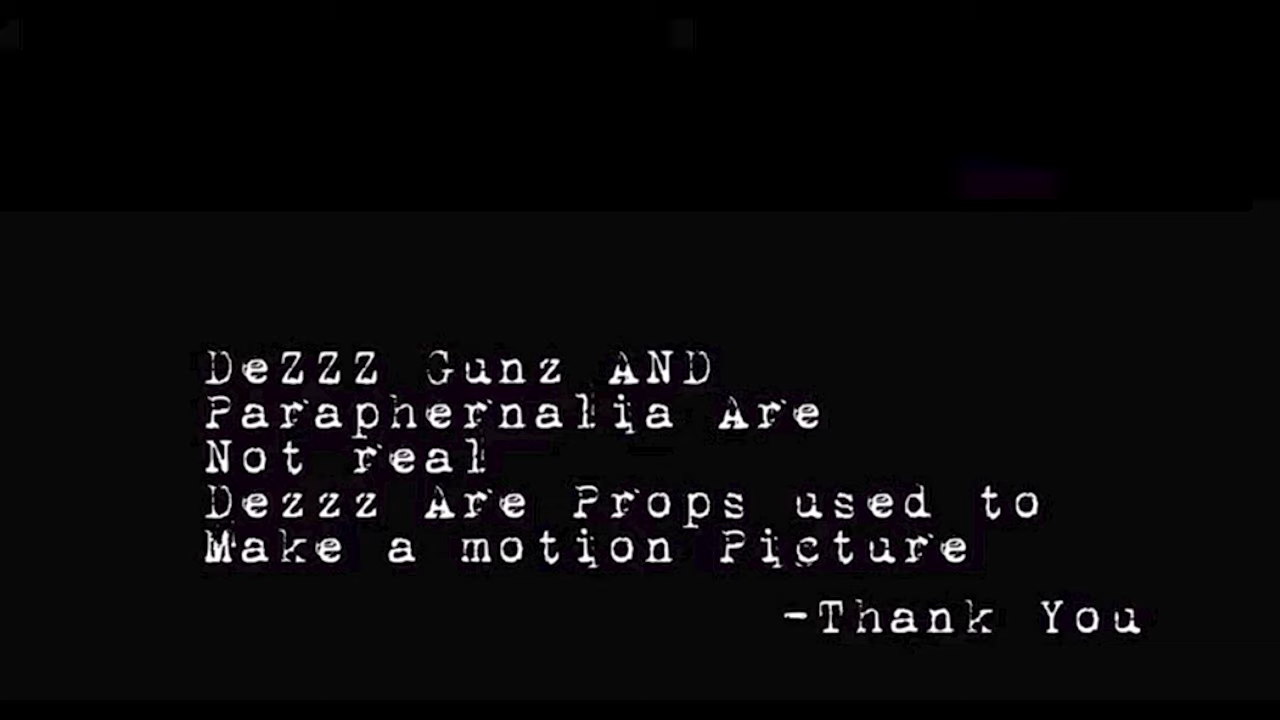 DeZZZ Gunz AND
Paraphernalia Are
Not real
Dezzz Are Props used to
Make a motion Picture
-Thank You